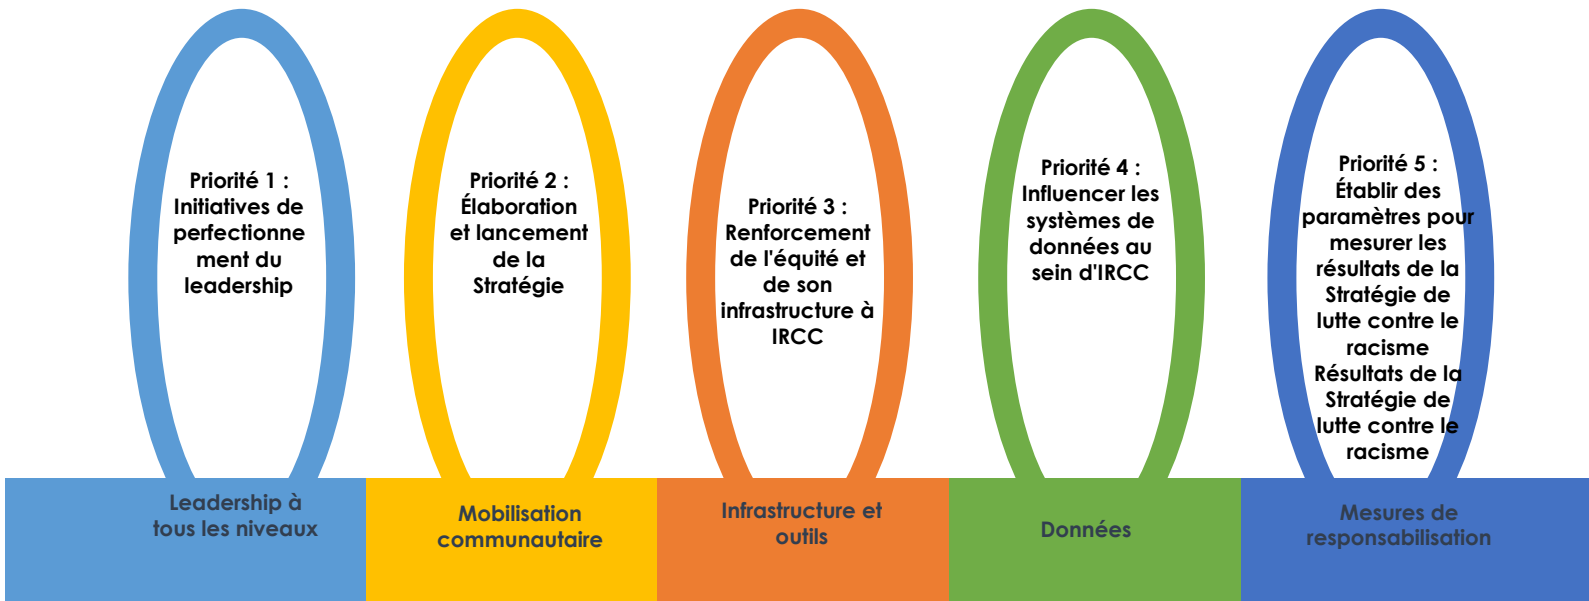 Priorité 1 :
Initiatives de
perfectionne
ment du
leadership
Priorité 2 :
Élaboration
et lancement
de la
Stratégie
Priorité 3 :
Renforcement
de l'équité et
de son
infrastructure à
IRCC
Priorité 4 :
Influencer les
systèmes de
données au
sein d'IRCC
Priorité 5 :
Établir des
paramètres pour
mesurer les
résultats de la
Stratégie de
lutte contre le
racisme
Résultats de la
Stratégie de
lutte contre le
racisme
Leadership à
tous les niveaux
Mobilisation
communautaire
Infrastructure et
outils
Données
Mesures de
responsabilisation